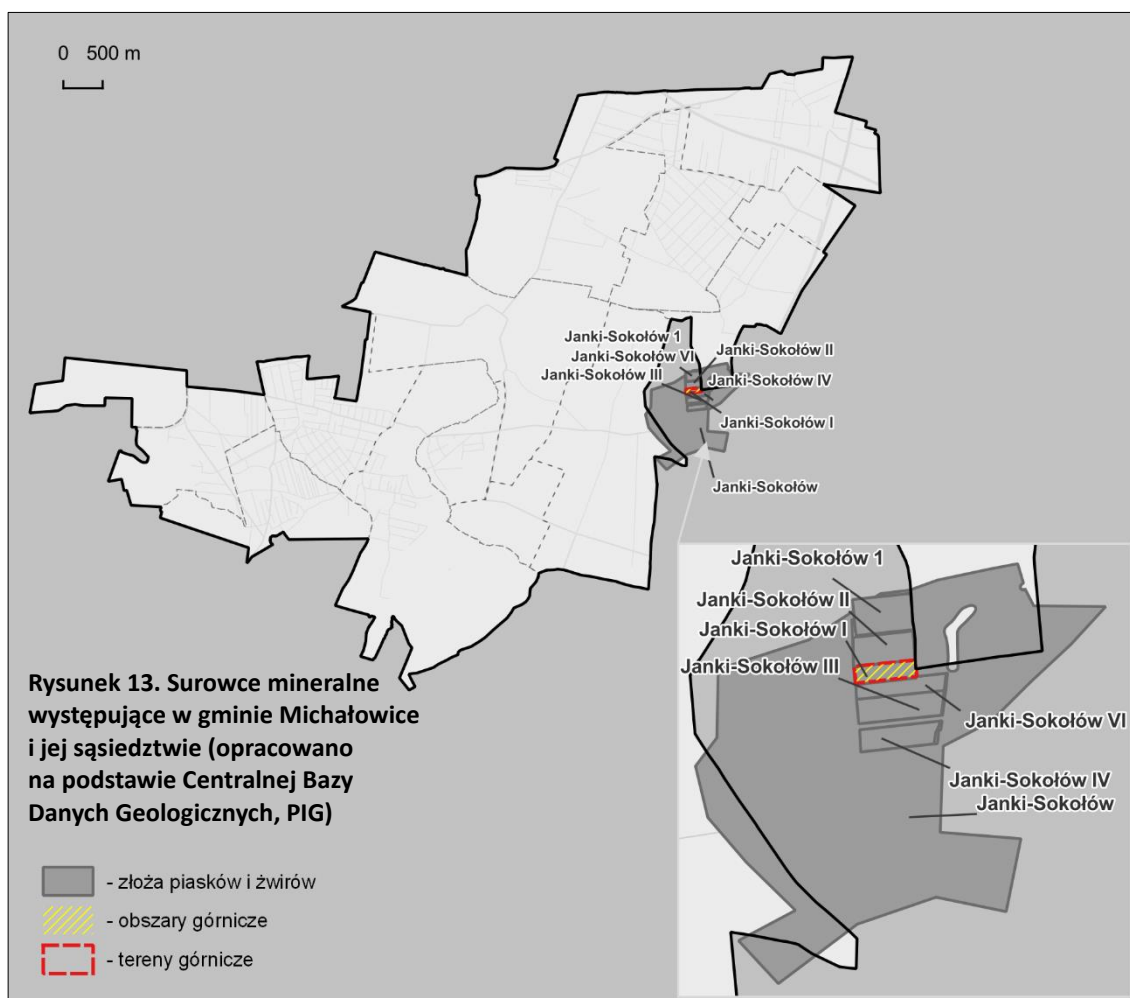 0 500 m
Janki-Sokołów 1
Janki-Sokołów VI
Janki-Sokołów II
Janki-Sokołów III
Janki-Sokołów IV
Janki-Sokołów I
Janki-Sokołów
Janki-Sokołów 1
Janki-Sokołów II
Janki-Sokołów I
Janki-Sokołów III
Janki-Sokołów VI
Janki-Sokołów IV
Janki-Sokołów
Rysunek 13. Surowce mineralne
występujące w gminie Michałowice
i jej sąsiedztwie (opracowano
na podstawie Centralnej Bazy
Danych Geologicznych, PIG)
- złoża piasków i żwirów
- obszary górnicze
- tereny górnicze